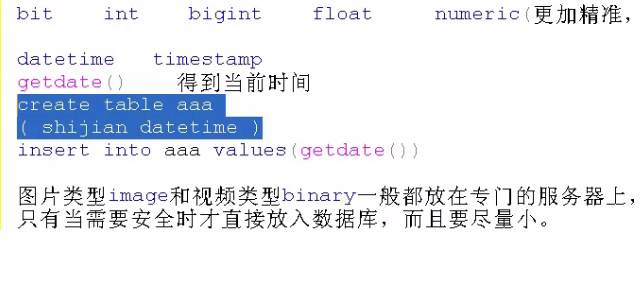 bit int bigint float numeric(更加精准，
datetime timestamp
getdate() 得到当前时间
create table aaa
( shijian datetime )
insert into aaa values(getdate())
图片类型image和视频类型binary一般都放在专门的服务器上，
只有当需要安全时才直接放入数据库，而且要尽量小。